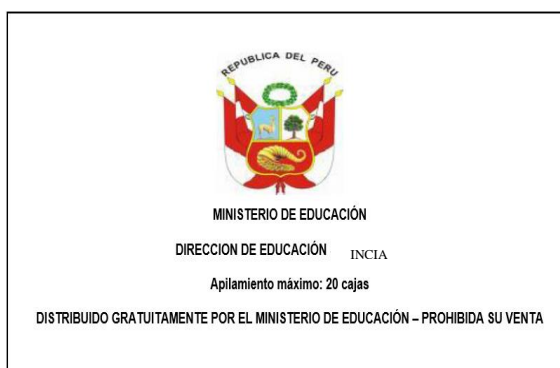 REPUBLICA DEL PERU
MINISTERIO DE EDUCACIÓN
DIRECCION DE EDUCACIÓN INCIA
Apilamiento máximo: 20 cajas
DISTRIBUIDO GRATUITAMENTE POR EL MINISTERIO DE EDUCACIÓN – PROHIBIDA SU VENTA